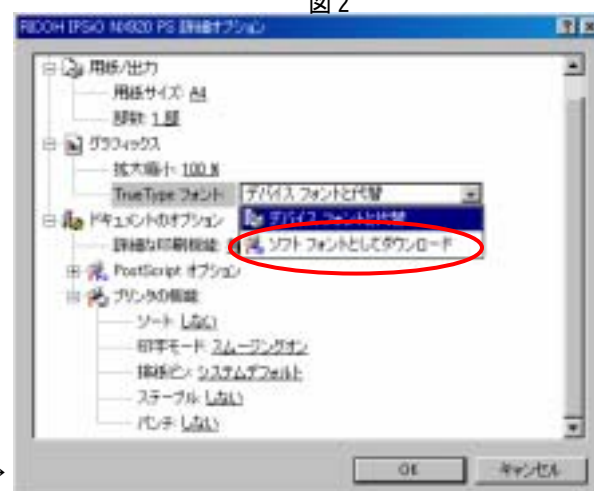 図2
RICOH IPSiO NX920 PS 詳細オプション
用紙/出力
用紙サイズ: A4
部数: 1 部
グラフィックス
拡大縮小: 100 %
TrueType フォント: デバイス フォントと代替
デバイス フォントと代替
ドキュメントのオプション
詳細な印刷機能:
ソフト フォントとしてダウンロード
PostScript オプション
プリンタの機能
ソート: しない
印字モード: スムージングオン
排紙ビン: システムデフォルト
ステープル: しない
パンチ: しない
→
OK
キャンセル